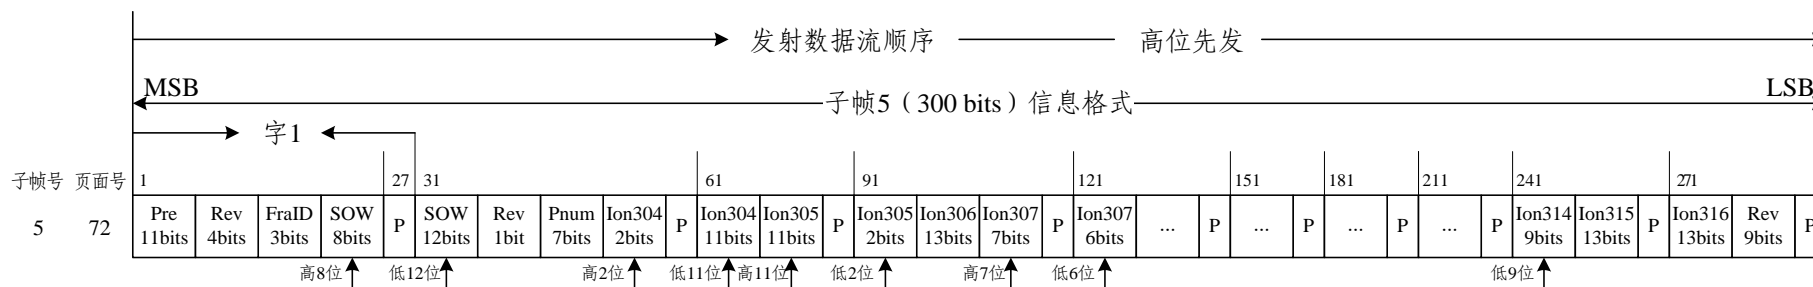 发射数据流顺序 高位先发
MSB LSB
子帧5（300 bits）信息格式
字1
子帧号 页面号 1 27 31 61 91 121 151 181 211 241 271
5 72 Pre Rev FraID SOW P SOW Rev Pnum Ion304 P Ion304 Ion305 P Ion305 Ion306 Ion307 P Ion307 ... P ... P ... P ... P Ion314 Ion315 P Ion316 Rev P
11bits 4bits 3bits 8bits 12bits 1bit 7bits 2bits 11bits 11bits 2bits 13bits 7bits 6bits 9bits 13bits 13bits 9bits
高8位 低12位 高2位 低11位 高11位 低2位 高7位 低6位 低9位